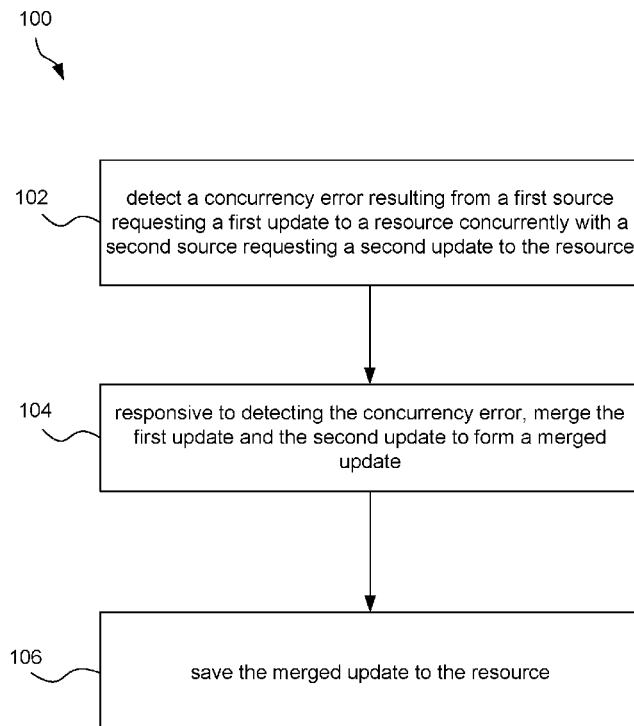 100
102
detect a concurrency error resulting from a first source
requesting a first update to a resource concurrently with a
second source requesting a second update to the resource
104
responsive to detecting the concurrency error, merge the
first update and the second update to form a merged
update
106
save the merged update to the resource